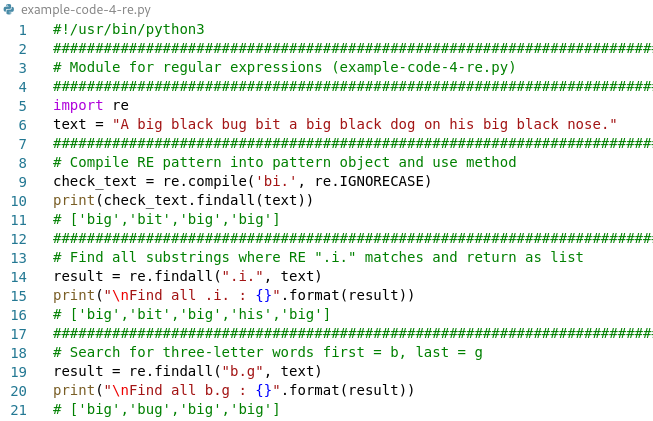 example-code-4-re.py
1 #!/usr/bin/python3
2 #######################################################################
3 # Module for regular expressions (example-code-4-re.py)
4 #######################################################################
5 import re
6 text = "A big black bug bit a big black dog on his big black nose."
7 #######################################################################
8 # Compile RE pattern into pattern object and use method
9 check_text = re.compile('bi.', re.IGNORECASE)
10 print(check_text.findall(text))
11 # ['big','bit','big','big']
12 #######################################################################
13 # Find all substrings where RE ".i." matches and return as list
14 result = re.findall(".i.", text)
15 print("\nFind all .i. : {}".format(result))
16 # ['big','bit','big','his','big']
17 #######################################################################
18 # Search for three-letter words first = b, last = g
19 result = re.findall("b.g", text)
20 print("\nFind all b.g : {}".format(result))
21 # ['big','bug','big','big']